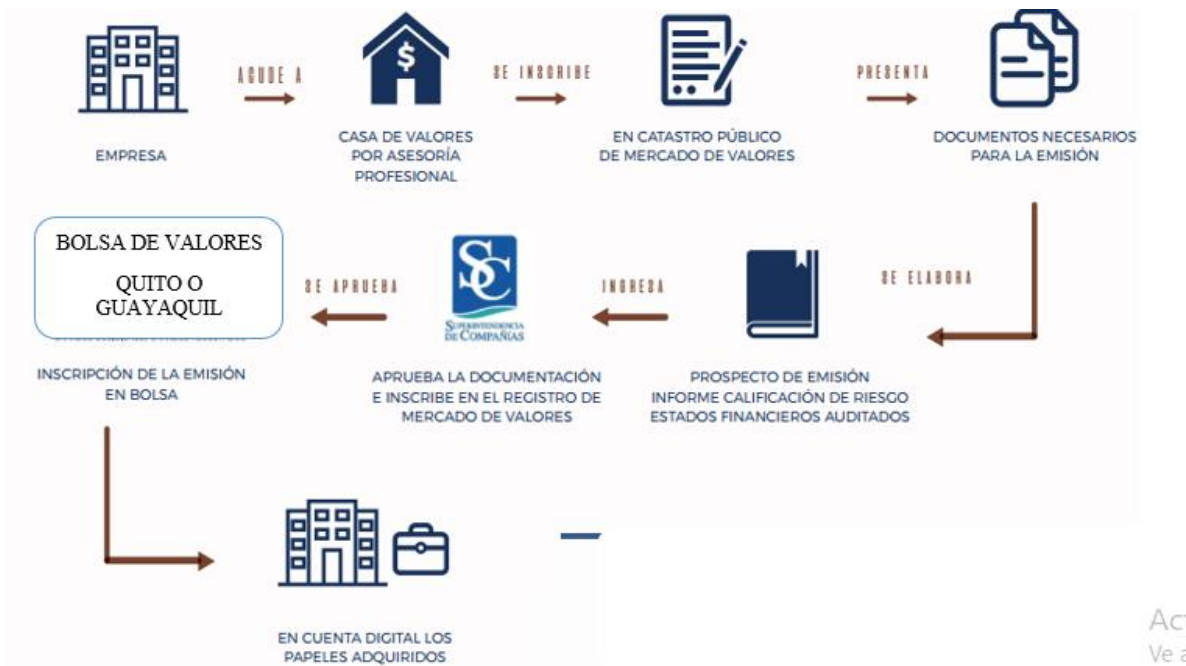 ACUDE A
SE INSCRIBE
PRESENTA
EMPRESA
CASA DE VALORES
POR ASESORÍA
PROFESIONAL
EN CATASTRO PÚBLICO
DE MERCADO DE VALORES
DOCUMENTOS NECESARIOS
PARA LA EMISIÓN
SE ELABORA
PROSPECTO DE EMISIÓN
INFORME CALIFICACIÓN DE RIESGO
ESTADOS FINANCIEROS AUDITADOS
INGRESA
SC
SUPERINTENDENCIA
DE COMPAÑÍAS
APRUEBA LA DOCUMENTACIÓN
E INSCRIBE EN EL REGISTRO DE
MERCADO DE VALORES
SE APRUEBA
BOLSA DE VALORES
QUITO O
GUAYAQUIL
INSCRIPCIÓN DE LA EMISIÓN
EN BOLSA
EN CUENTA DIGITAL LOS
PAPELES ADQUIRIDOS
Ve a